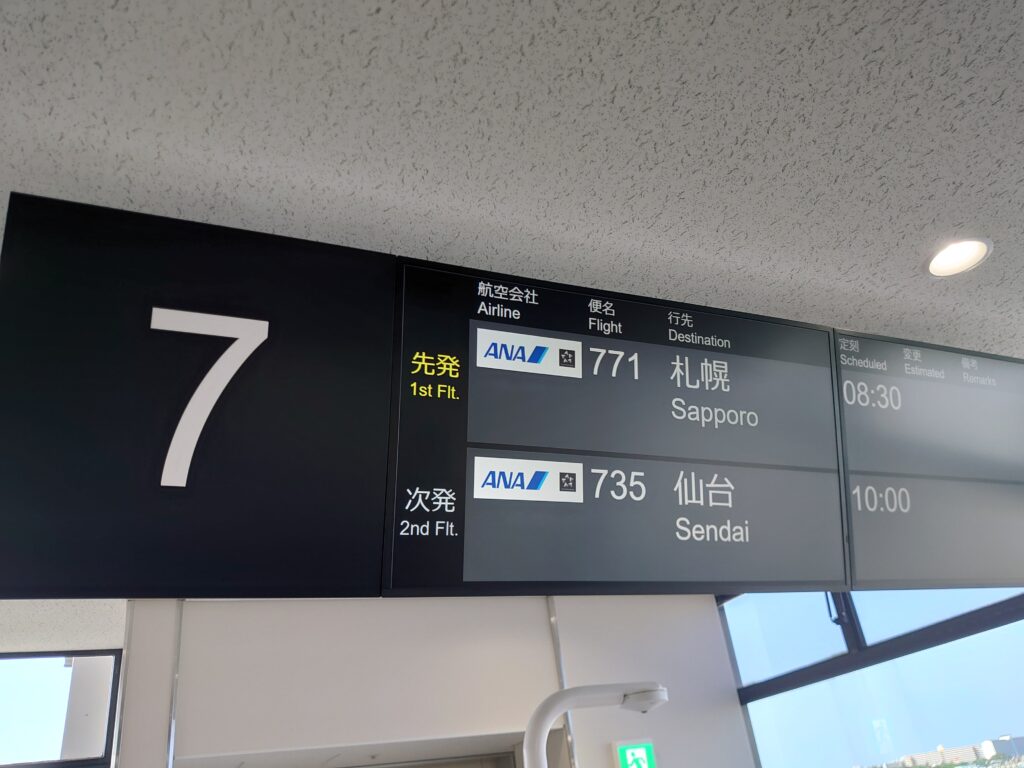 7
航空会社 便名 行先 定刻 変更 備考
Airline Flight Destination Scheduled Estimated Remarks
先発 ANA 771 札幌 08:30
1st Flt. Sapporo
次発 ANA 735 仙台 10:00
2nd Flt. Sendai